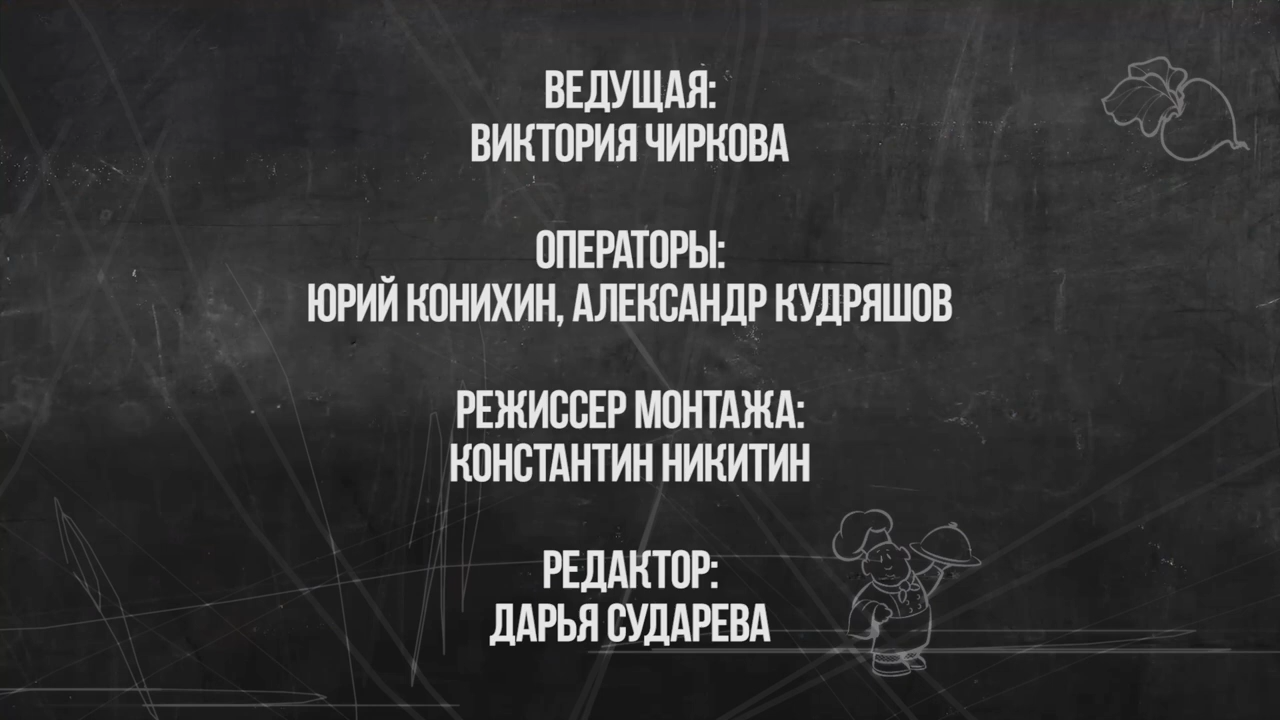 ВЕДУЩАЯ:
ВИКТОРИЯ ЧИРКОВА
ОПЕРАТОРЫ:
ЮРИЙ КОНИХИН, АЛЕКСАНДР КУДРЯШОВ
РЕЖИССЕР МОНТАЖА:
КОНСТАНТИН НИКИТИН
РЕДАКТОР:
ДАРЬЯ СУДАРЕВА